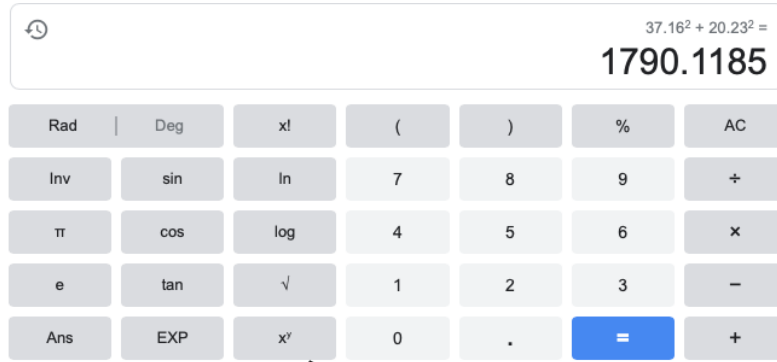 37.16² + 20.23² =
1790.1185
Rad | Deg x! ( ) % AC
Inv sin ln 7 8 9 ÷
π cos log 4 5 6 ×
e tan √ 1 2 3 −
Ans EXP xʸ 0 . = +